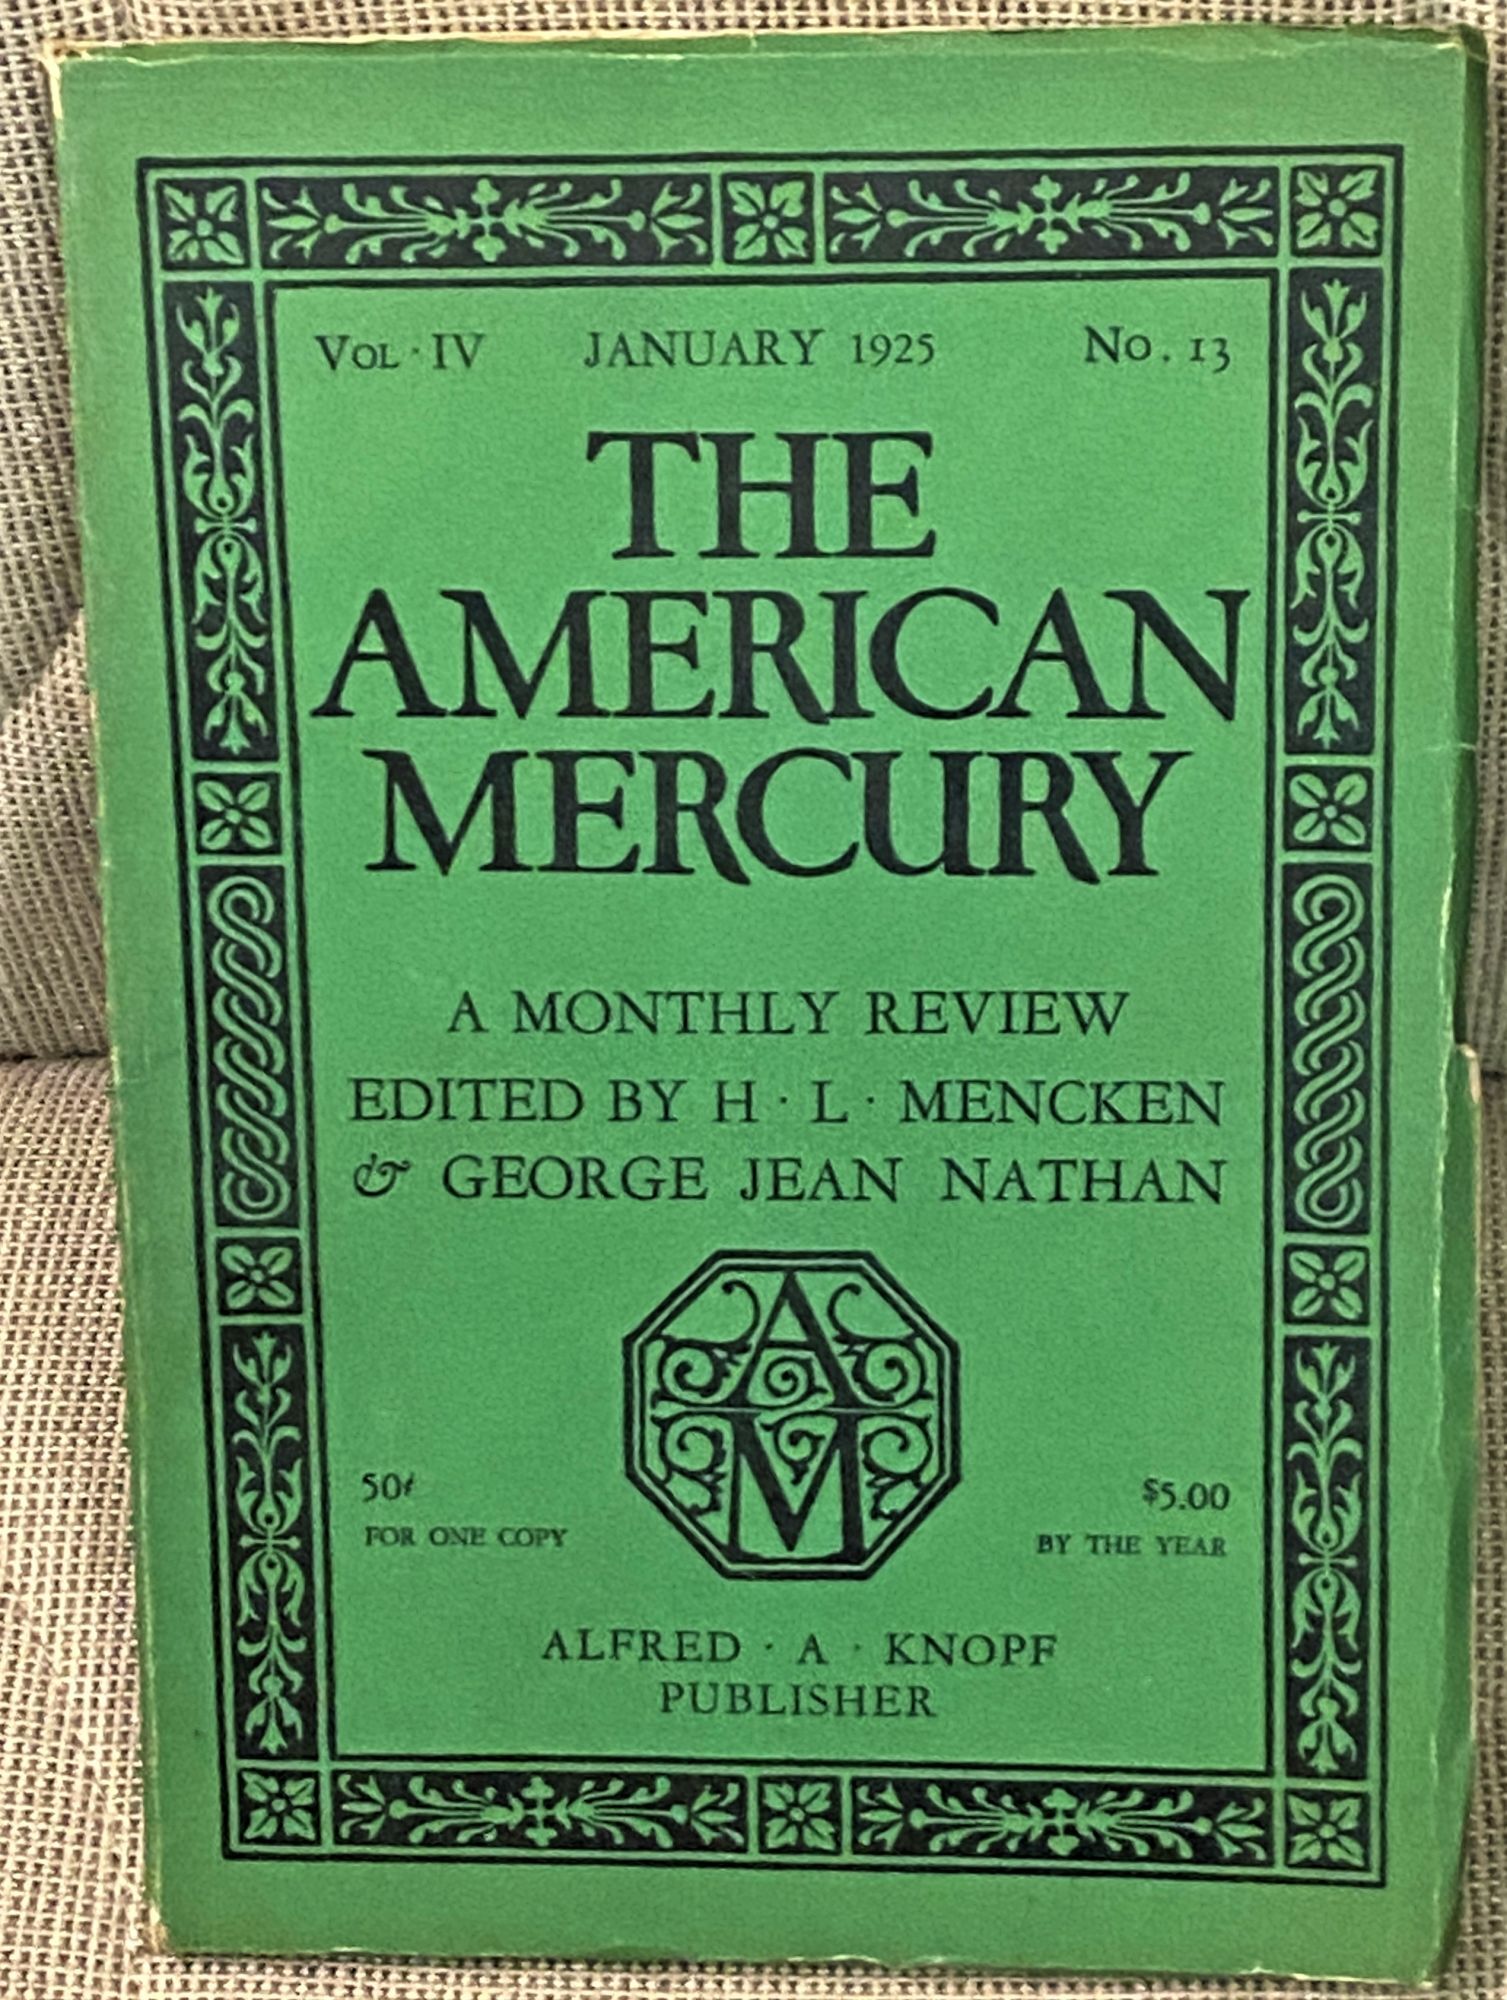 VOL · IV JANUARY 1925 NO. 13
THE
AMERICAN
MERCURY
A MONTHLY REVIEW
EDITED BY H · L · MENCKEN
& GEORGE JEAN NATHAN
AM
50¢ $5.00
FOR ONE COPY BY THE YEAR
ALFRED · A · KNOPF
PUBLISHER